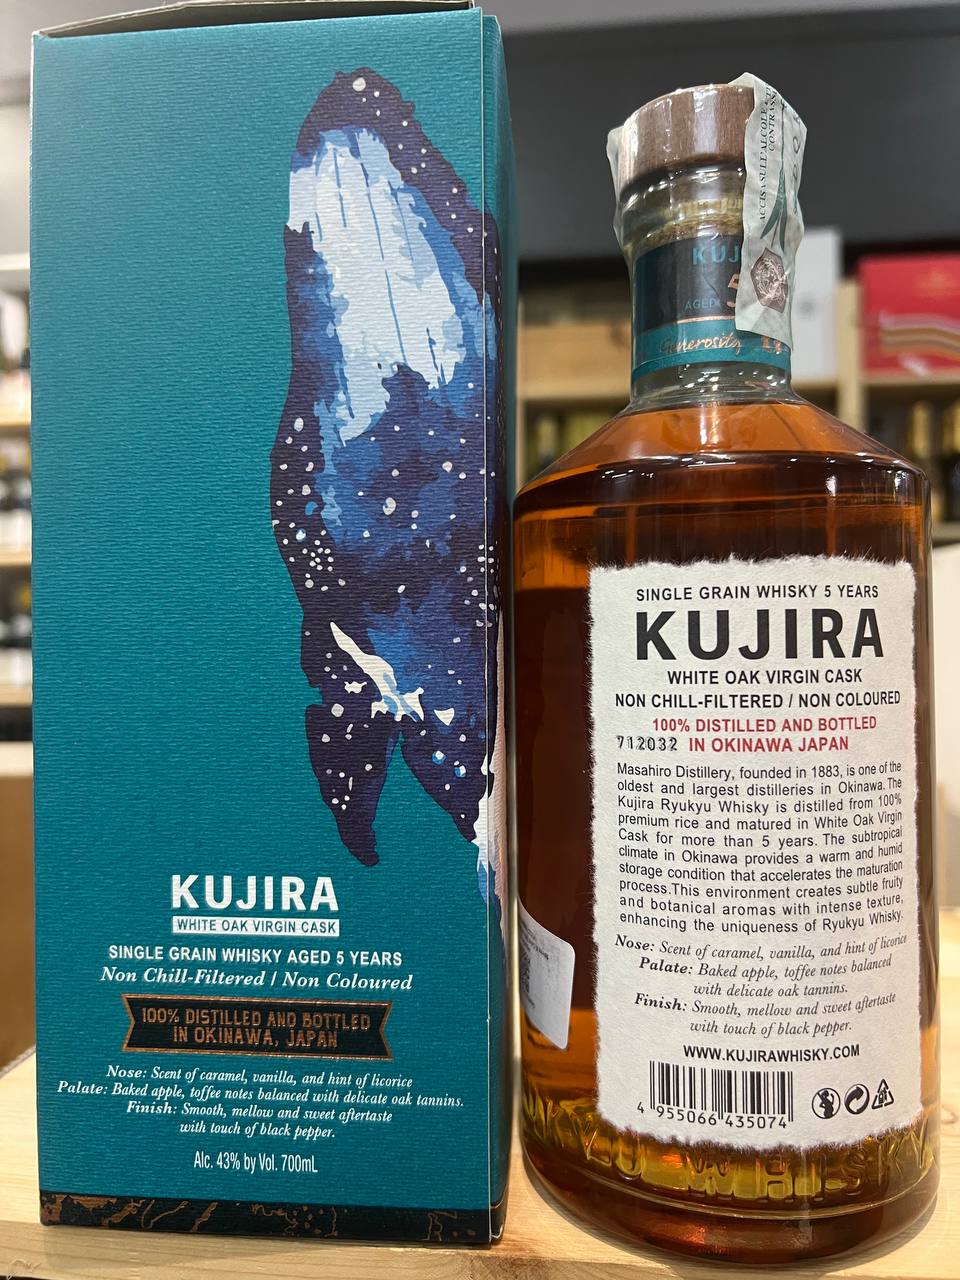 KUJIRA
WHITE OAK VIRGIN CASK
SINGLE GRAIN WHISKY AGED 5 YEARS
Non Chill-Filtered / Non Coloured
100% DISTILLED AND BOTTLED
IN OKINAWA, JAPAN
Nose: Scent of caramel, vanilla, and hint of licorice
Palate: Baked apple, toffee notes balanced with delicate oak tannins.
Finish: Smooth, mellow and sweet aftertaste
with touch of black pepper.
Alc. 43% by Vol. 700mL
KUJ
AGED 5
Generosity
SINGLE GRAIN WHISKY 5 YEARS
KUJIRA
WHITE OAK VIRGIN CASK
NON CHILL-FILTERED / NON COLOURED
100% DISTILLED AND BOTTLED
712032 IN OKINAWA JAPAN
Masahiro Distillery, founded in 1883, is one of the
oldest and largest distilleries in Okinawa. The
Kujira Ryukyu Whisky is distilled from 100%
premium rice and matured in White Oak Virgin
Cask for more than 5 years. The subtropical
climate in Okinawa provides a warm and humid
storage condition that accelerates the maturation
process.This environment creates subtle fruity
and botanical aromas with intense texture,
enhancing the uniqueness of Ryukyu Whisky.
Nose: Scent of caramel, vanilla, and hint of licorice
Palate: Baked apple, toffee notes balanced
with delicate oak tannins.
Finish: Smooth, mellow and sweet aftertaste
with touch of black pepper.
WWW.KUJIRAWHISKY.COM
4 955066 435074
WHISKY